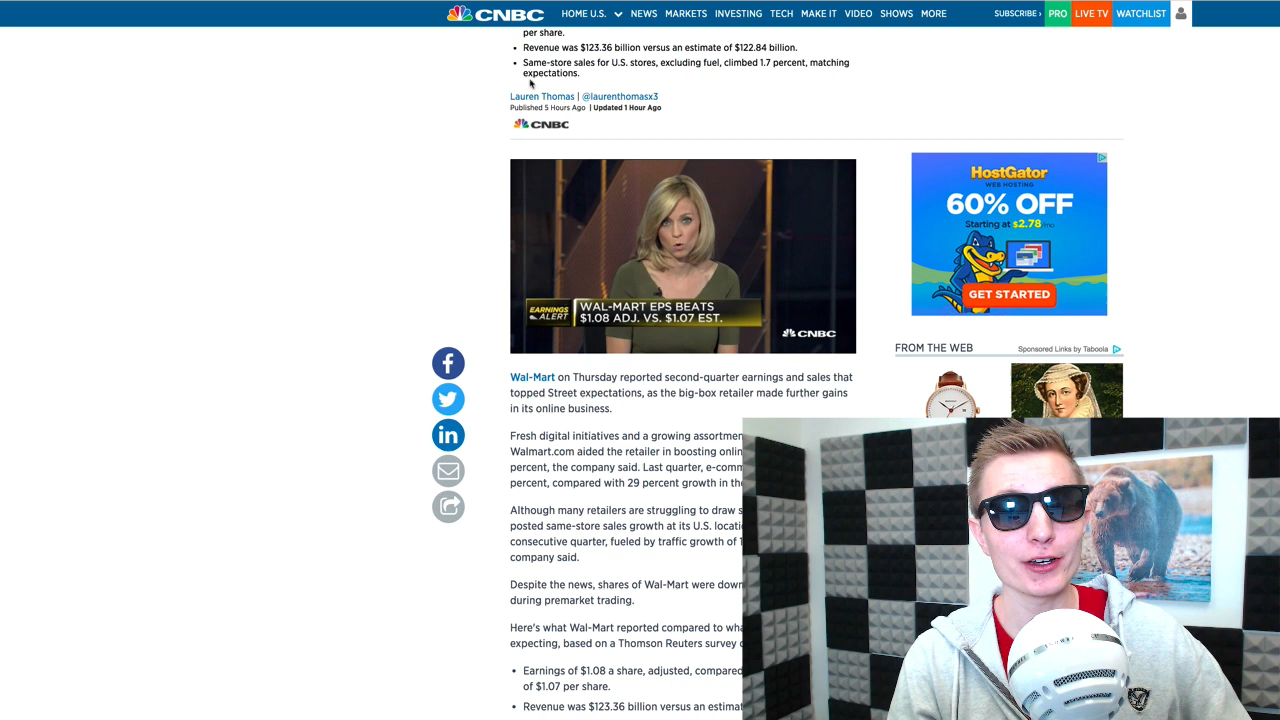 CNBC
HOME U.S. NEWS MARKETS INVESTING TECH MAKE IT VIDEO SHOWS MORE
SUBSCRIBE PRO LIVE TV WATCHLIST
per share.
• Revenue was $123.36 billion versus an estimate of $122.84 billion.
• Same-store sales for U.S. stores, excluding fuel, climbed 1.7 percent, matching
expectations.
Lauren Thomas | @laurenthomasx3
Published 5 Hours Ago | Updated 1 Hour Ago
CNBC
EARNINGS
ALERT
WAL-MART EPS BEATS
$1.08 ADJ. VS. $1.07 EST.
CNBC
HostGator
WEB HOSTING
60% OFF
Starting at $2.78/mo
GET STARTED
FROM THE WEB
Sponsored Links by Taboola
Wal-Mart on Thursday reported second-quarter earnings and sales that
topped Street expectations, as the big-box retailer made further gains
in its online business.
Fresh digital initiatives and a growing
Walmart.com aided the retailer in boosting
percent, the company said. Last quarter,
percent, compared with 29 percent growth in
Although many retailers are struggling to draw
posted same-store sales growth at its U.S.
consecutive quarter, fueled by traffic growth of
company said.
Despite the news, shares of Wal-Mart were down
during premarket trading.
Here's what Wal-Mart reported compared to
expecting, based on a Thomson Reuters survey
• Earnings of $1.08 a share, adjusted, compared
of $1.07 per share.
• Revenue was $123.36 billion versus an